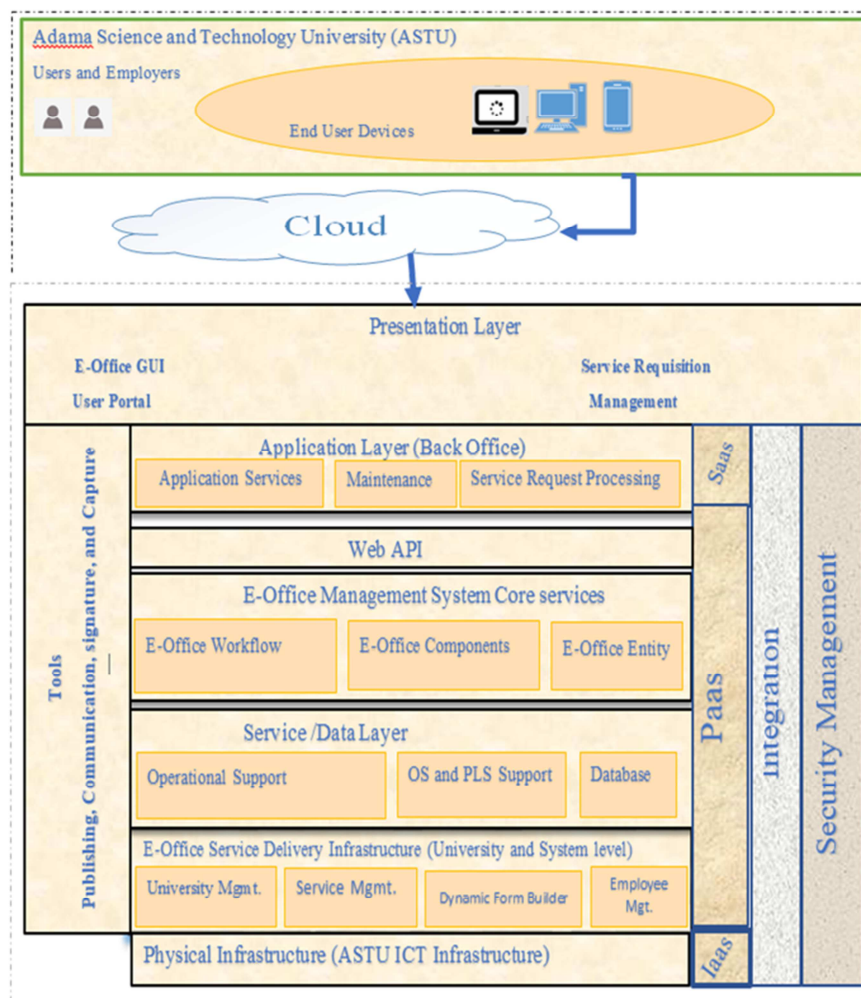 Adama Science and Technology University (ASTU)
Users and Employers
End User Devices
Cloud
Presentation Layer
E-Office GUI
User Portal
Service Requisition
Management
Tools
Publishing, Communication, signature, and Capture
Application Layer (Back Office)
Application Services
Maintenance
Service Request Processing
Web API
E-Office Management System Core services
E-Office Workflow
E-Office Components
E-Office Entity
Service /Data Layer
Operational Support
OS and PLS Support
Database
E-Office Service Delivery Infrastructure (University and System level)
University Mgmt.
Service Mgmt.
Dynamic Form Builder
Employee
Mgt.
Physical Infrastructure (ASTU ICT Infrastructure)
Saas
Paas
Iaas
Integration
Security Management